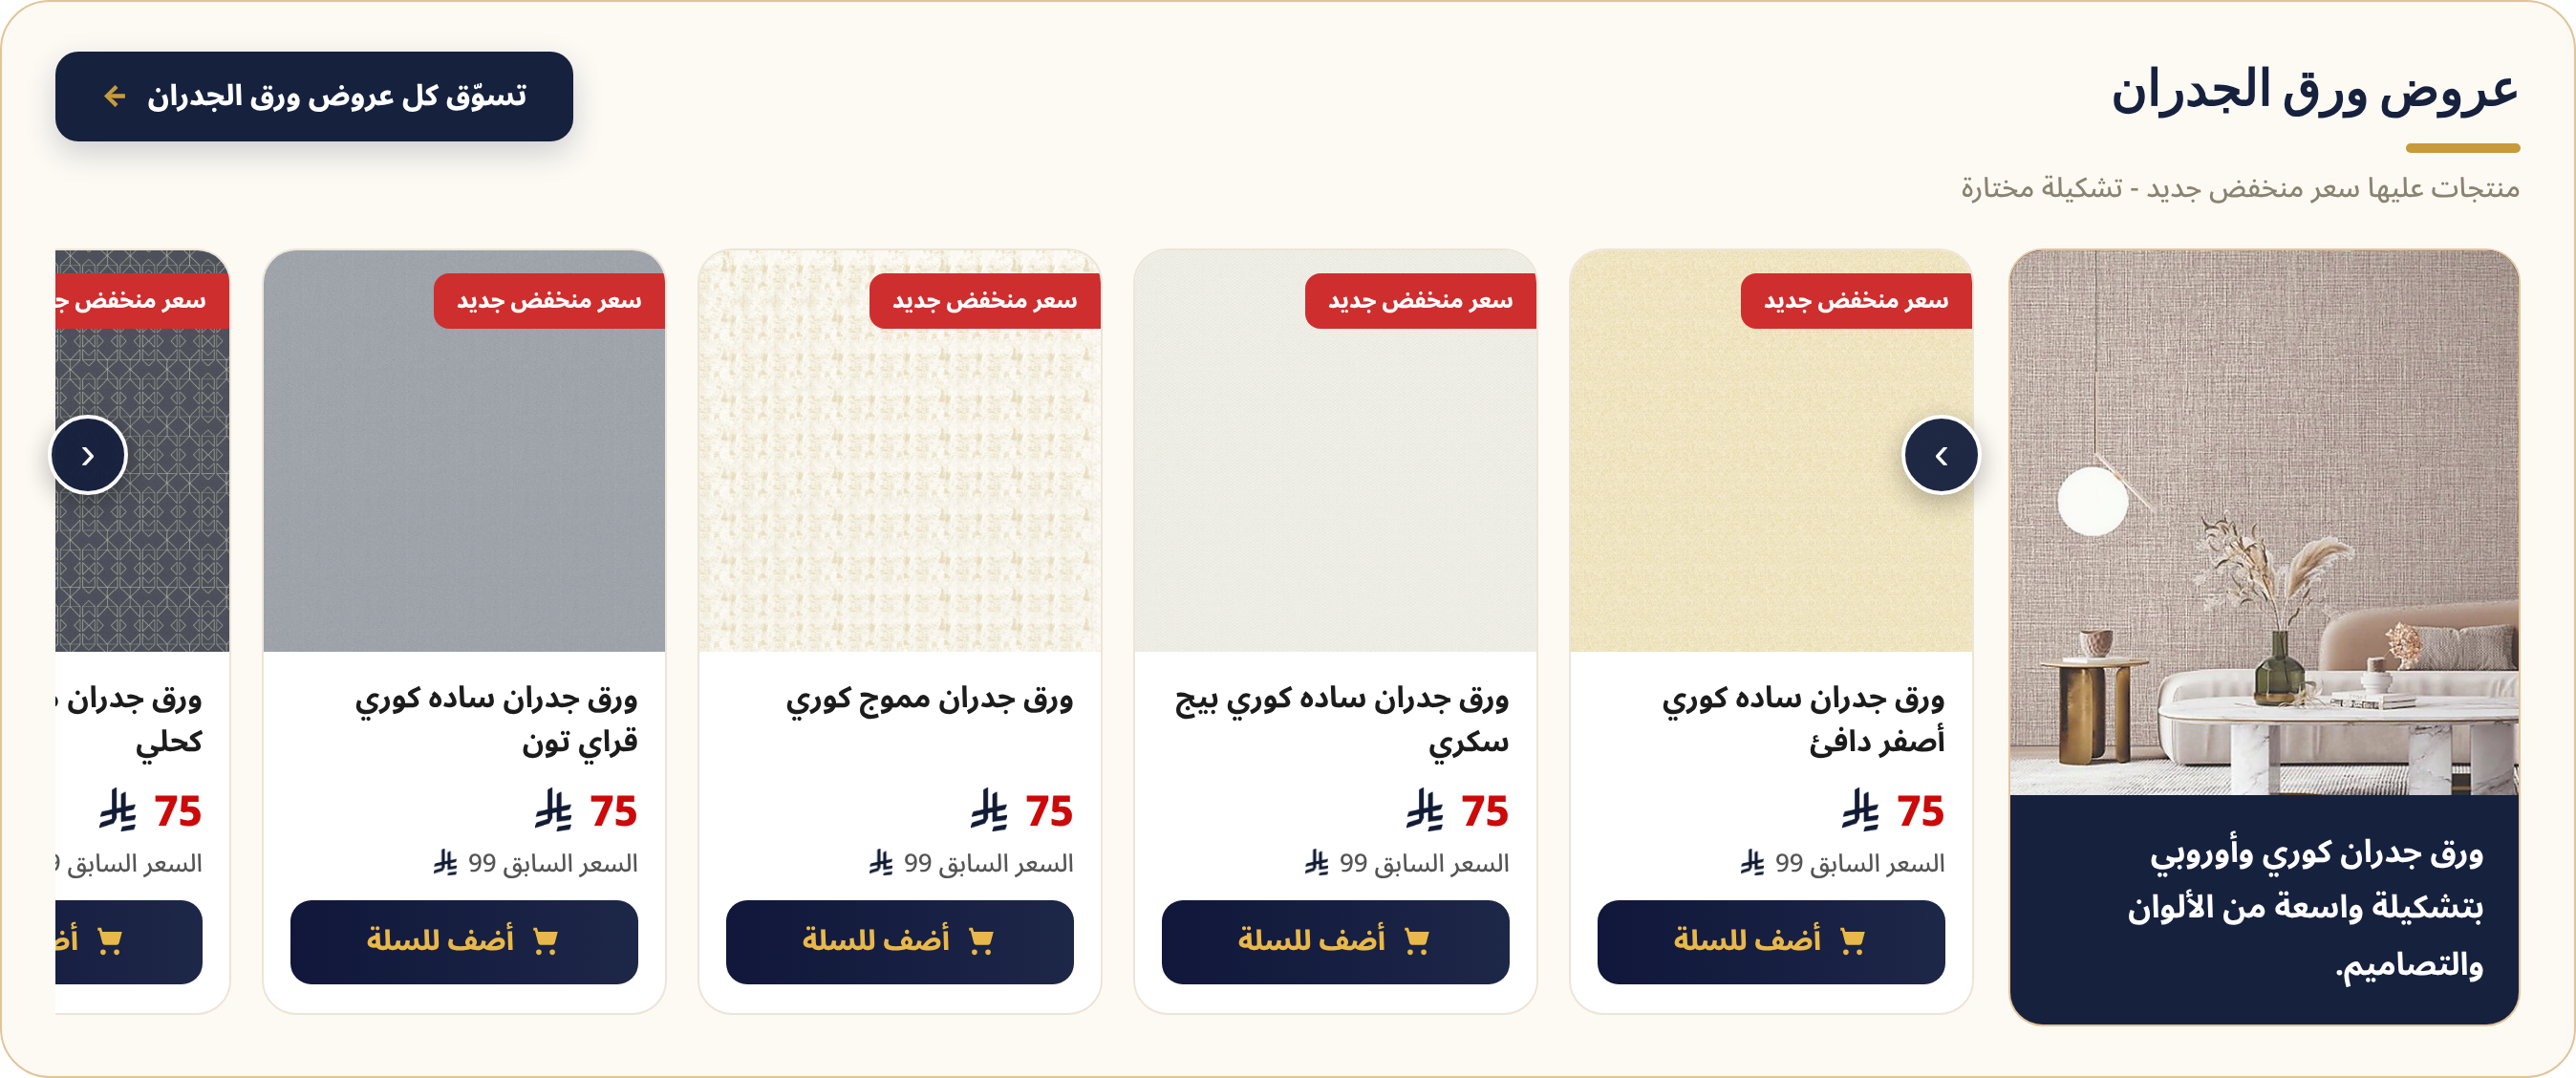 عروض ورق الجدران
منتجات عليها سعر منخفض جديد - تشكيلة مختارة
تسوّق كل عروض ورق الجدران ←
ورق جدران كوري وأوروبي
بتشكيلة واسعة من الألوان
والتصاميم.
سعر منخفض جديد
ورق جدران ساده كوري
أصفر دافئ
75
السعر السابق 99
أضف للسلة
سعر منخفض جديد
ورق جدران ساده كوري بيج
سكري
75
السعر السابق 99
أضف للسلة
سعر منخفض جديد
ورق جدران مموج كوري
75
السعر السابق 99
أضف للسلة
سعر منخفض جديد
ورق جدران ساده كوري
قراي تون
75
السعر السابق 99
أضف للسلة
سعر منخفض
ورق جدران
كحلي
75
السعر السابق